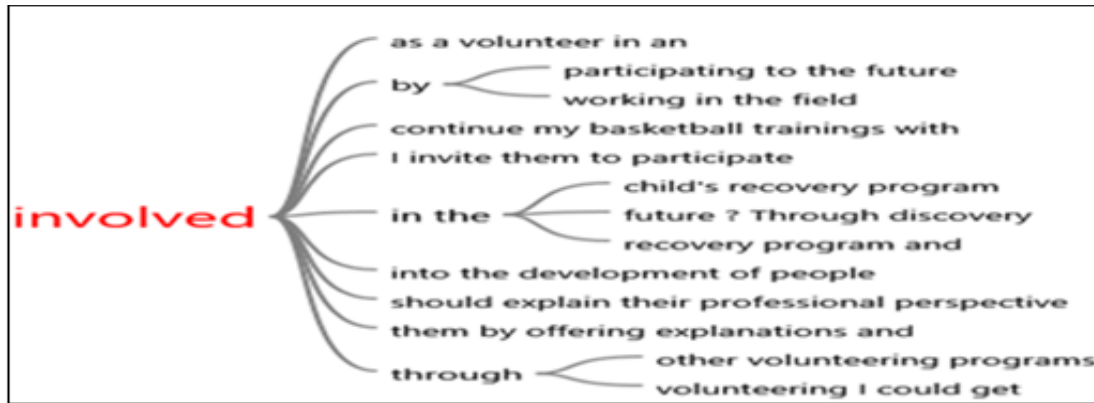 as a volunteer in an
participating to the future
by
working in the field
continue my basketball trainings with
I invite them to participate
child's recovery program
involved
in the
future ? Through discovery
recovery program and
into the development of people
should explain their professional perspective
them by offering explanations and
other volunteering programs
through
volunteering I could get